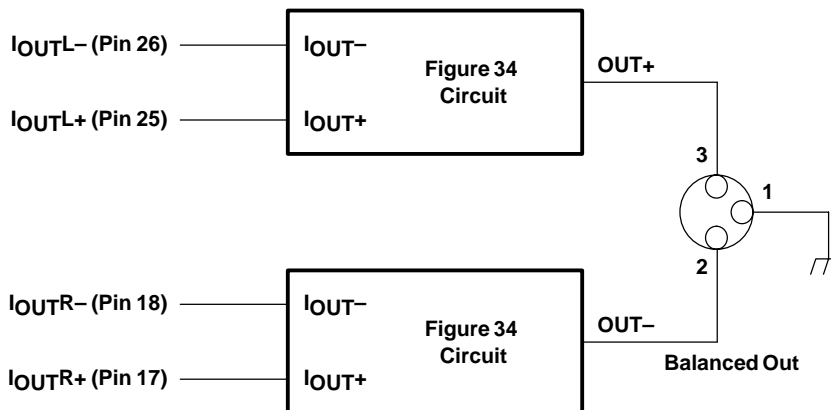 IOUTL– (Pin 26)
IOUT–
Figure 34
Circuit
OUT+
IOUTL+ (Pin 25)
IOUT+
3
1
2
IOUTR– (Pin 18)
IOUT–
Figure 34
Circuit
OUT–
Balanced Out
IOUTR+ (Pin 17)
IOUT+